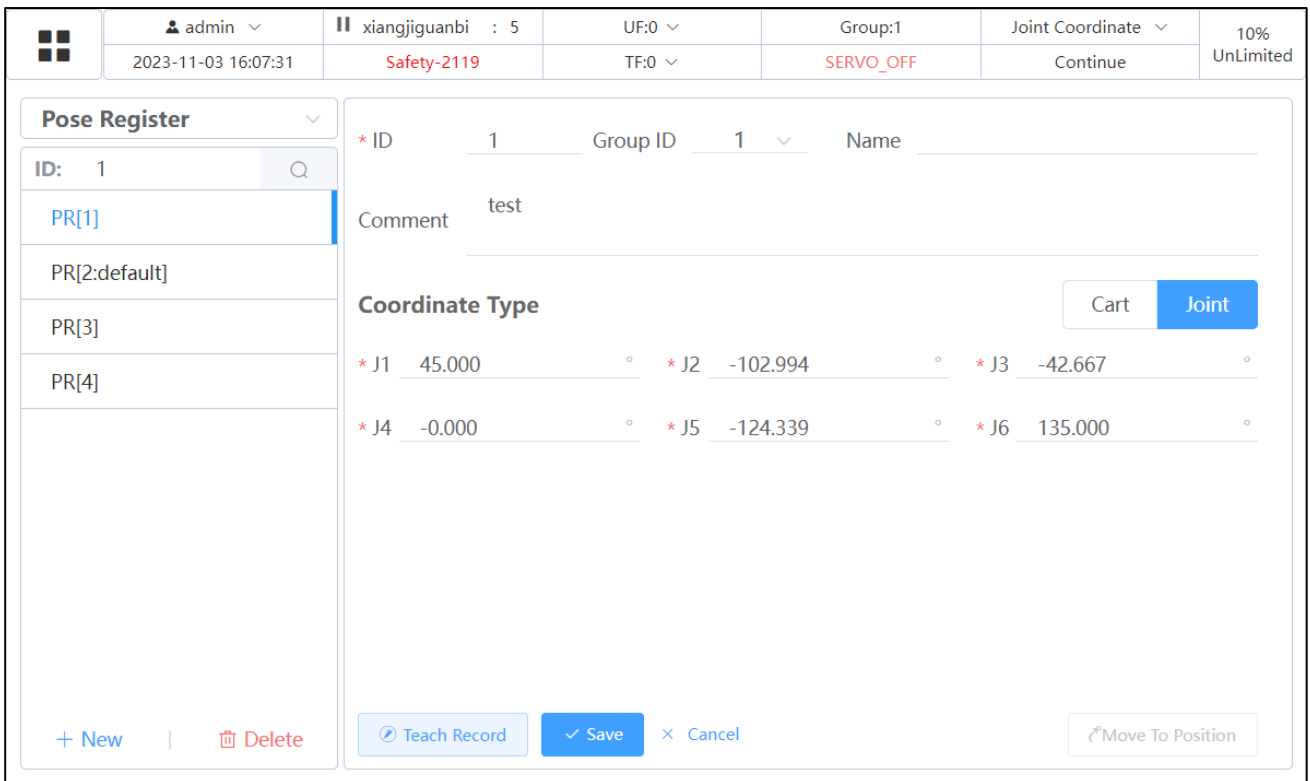 admin xiangjiguanbi : 5 UF:0 Group:1 Joint Coordinate 10%
2023-11-03 16:07:31 Safety-2119 TF:0 SERVO_OFF Continue UnLimited
Pose Register
ID: 1
PR[1]
PR[2:default]
PR[3]
PR[4]
+ New | Delete
* ID 1 Group ID 1 Name
Comment test
Coordinate Type Cart Joint
* J1 45.000 ° * J2 -102.994 ° * J3 -42.667 °
* J4 -0.000 ° * J5 -124.339 ° * J6 135.000 °
Teach Record Save Cancel Move To Position